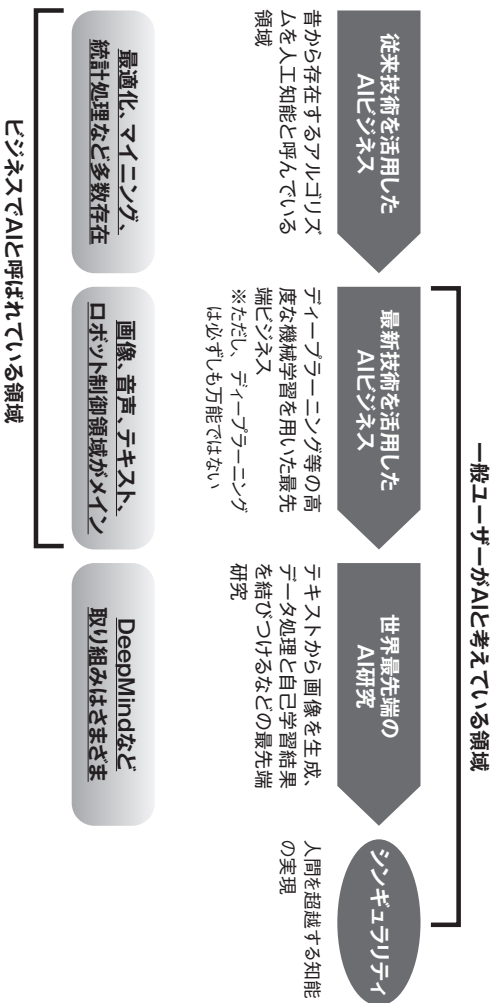 一般ユーザーがAIと考えている領域
従来技術を活用した
AIビジネス
最新技術を活用した
AIビジネス
世界最先端の
AI研究
シンギュラリティ
昔から存在するアルゴリズ
ムを人工知能と呼んでいる
領域
ディープラーニング等の高
度な機械学習を用いた最先
端ビジネス
※ただし、ディープラーニング
は必ずしも万能ではない
テキストから画像を生成、
データ処理と自己学習結果
を結びつけるなどの最先端
研究
人間を超越する知能
の実現
最適化、マイニング、
統計処理など多数存在
画像、音声、テキスト、
ロボット制御領域がメイン
DeepMindなど
取り組みはさまざま
ビジネスでAIと呼ばれている領域